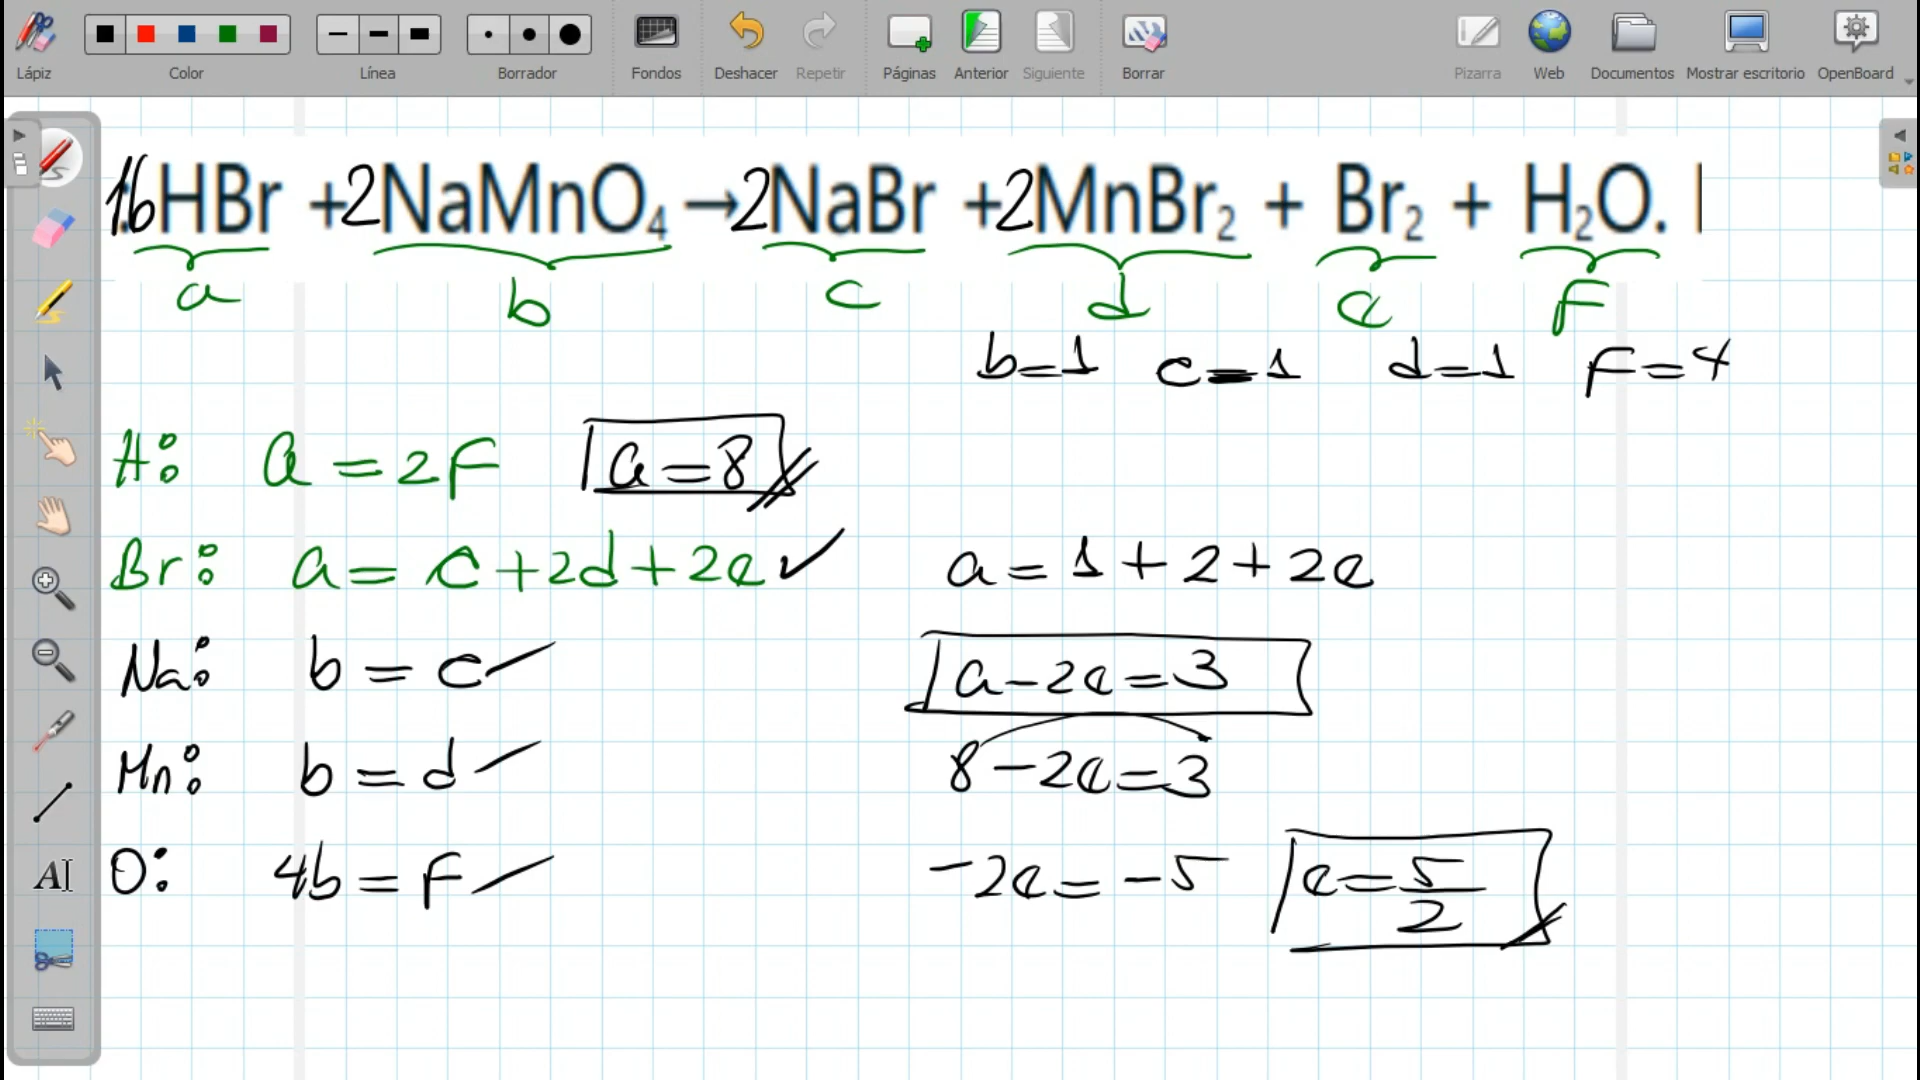 Lápiz Color Línea Borrador Fondos Deshacer Repetir Páginas Anterior Siguiente Borrar Pizarra Web Documentos Mostrar escritorio OpenBoard
16HBr + 2NaMnO₄ → 2NaBr + 2MnBr₂ + Br₂ + H₂O.
a b c d e f
b=1 c=1 d=1 F=4
H: a = 2F a=8
Br: a = c+2d+2e ✓ a = 1+2+2e
Na: b = c a-2e=3
Mn: b = d 8-2e=3
O: 4b = F -2e=-5 e=5/2
AI